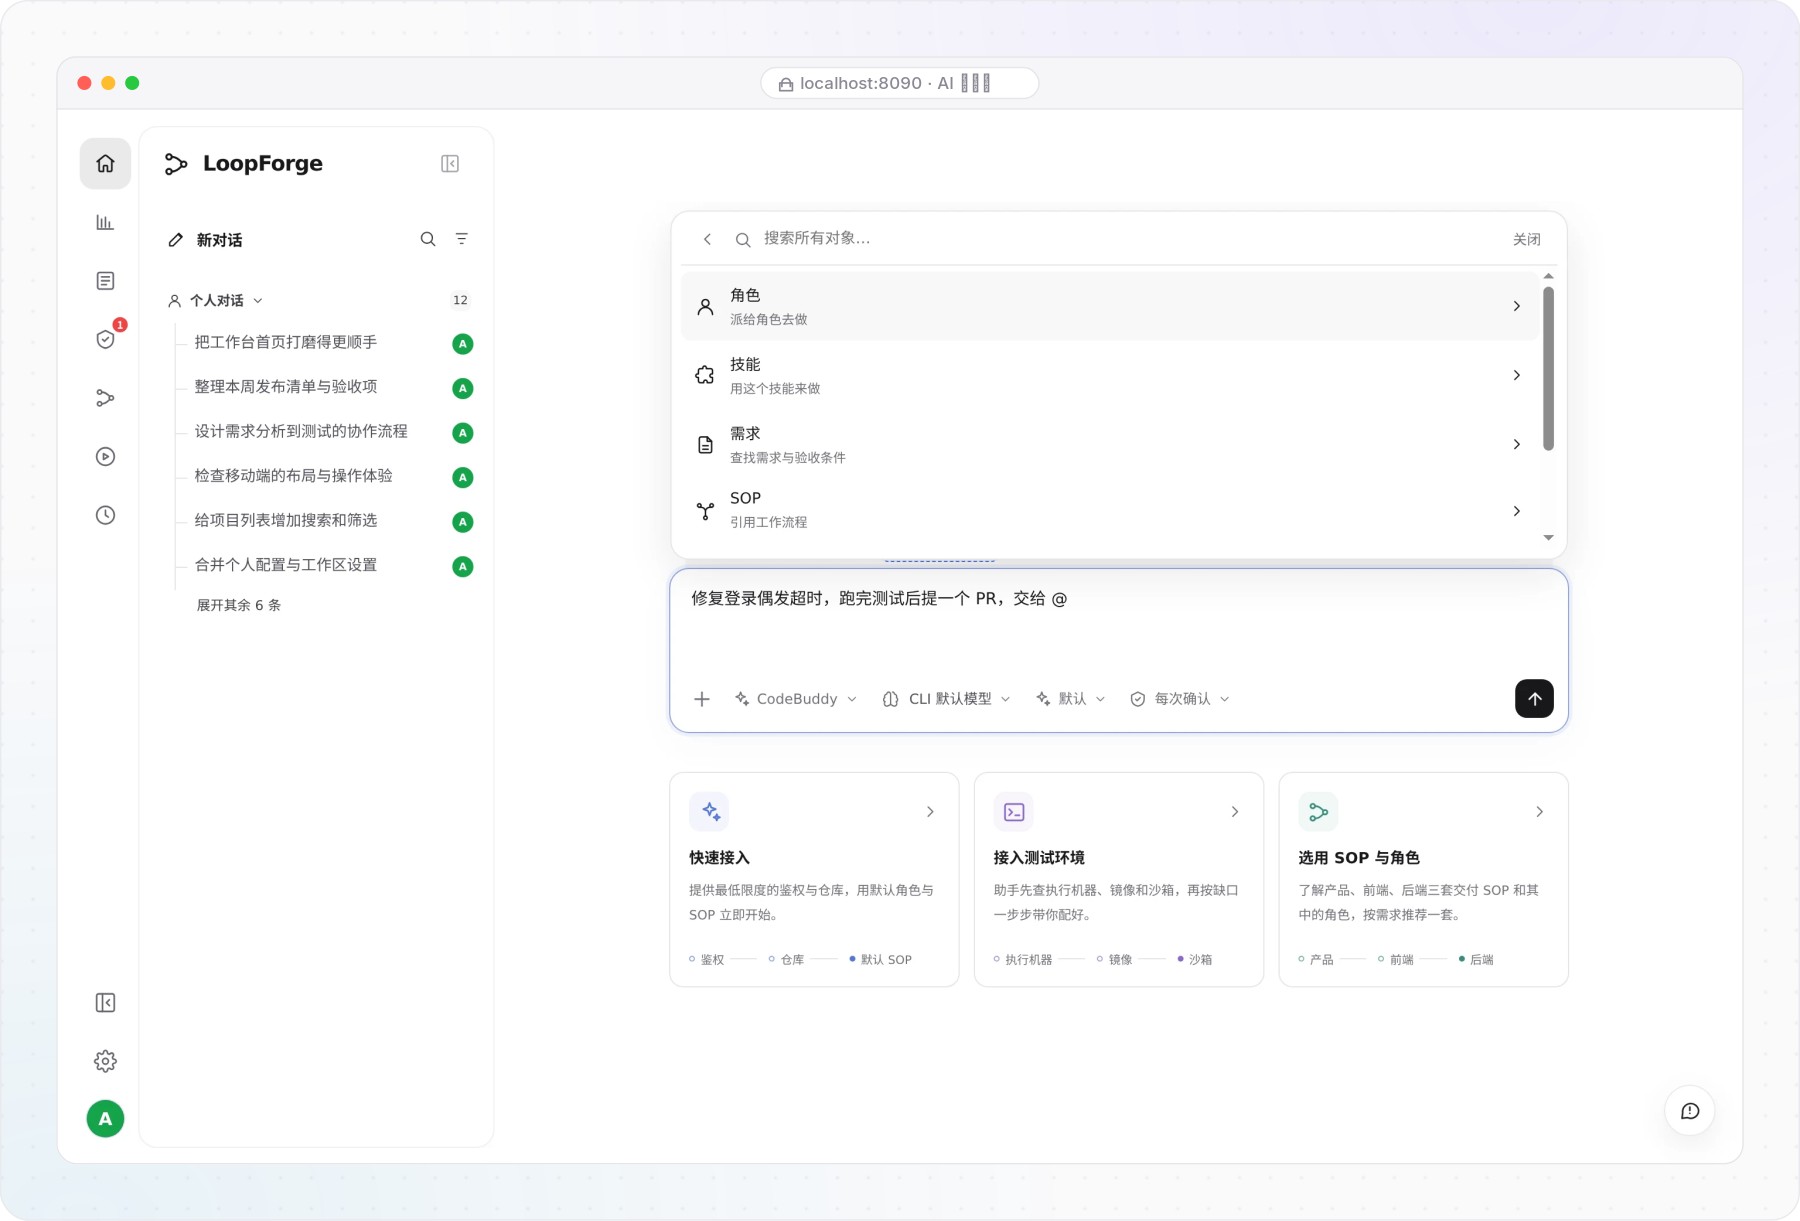 localhost:8090 · AI
LoopForge
新对话
个人对话
12
把工作台首页打磨得更顺手
A
整理本周发布清单与验收项
A
设计需求分析到测试的协作流程
A
检查移动端的布局与操作体验
A
给项目列表增加搜索和筛选
A
合并个人配置与工作区设置
A
展开其余 6 条
1
A
搜索所有对象...
关闭
角色
派给角色去做
技能
用这个技能来做
需求
查找需求与验收条件
SOP
引用工作流程
修复登录偶发超时，跑完测试后提一个 PR，交给 @
CodeBuddy
CLI 默认模型
默认
每次确认
快速接入
提供最低限度的鉴权与仓库，用默认角色与
SOP 立即开始。
鉴权 仓库 默认 SOP
接入测试环境
助手先查执行机器、镜像和沙箱，再按缺口
一步步带你配好。
执行机器 镜像 沙箱
选用 SOP 与角色
了解产品、前端、后端三套交付 SOP 和其
中的角色，按需求推荐一套。
产品 前端 后端